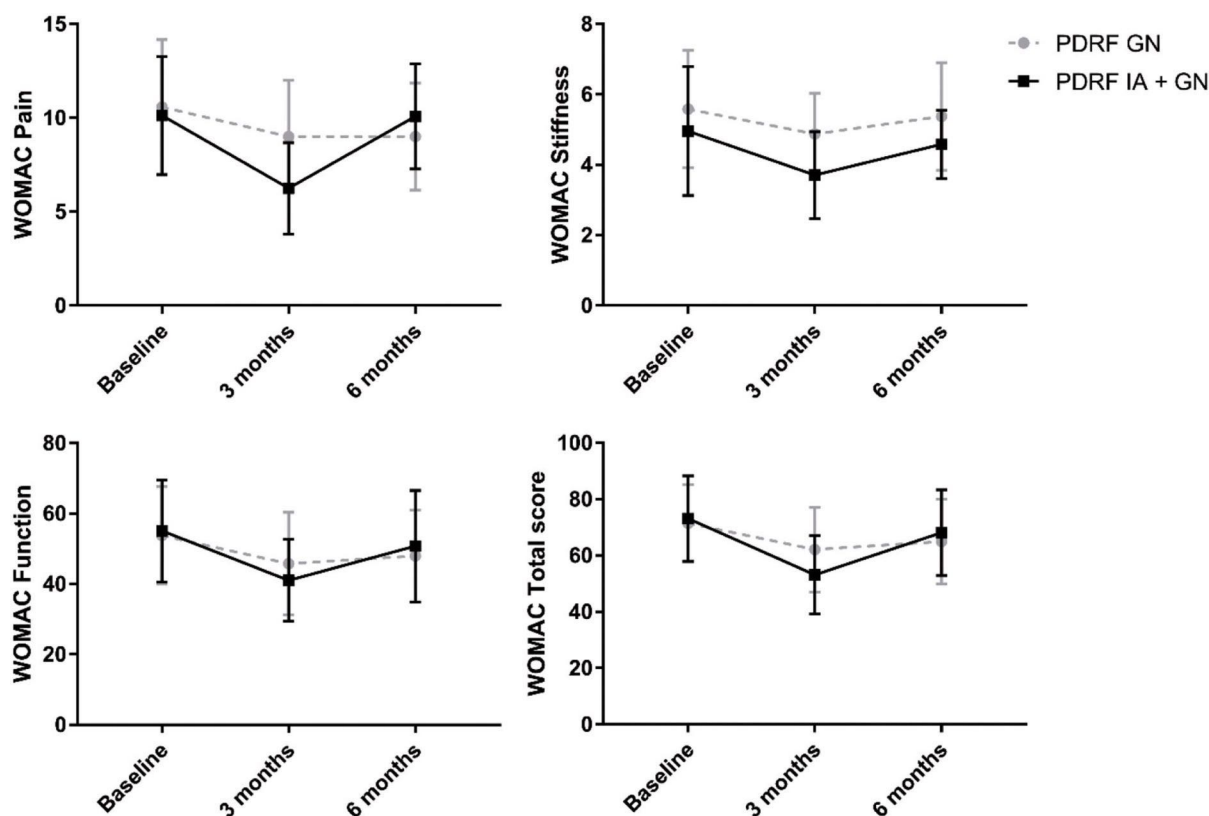 15
10
5
0
WOMAC Pain
Baseline
3 months
6 months
8
6
4
2
0
WOMAC Stiffness
Baseline
3 months
6 months
PDRF GN
PDRF IA + GN
80
60
40
20
0
WOMAC Function
Baseline
3 months
6 months
100
80
60
40
20
0
WOMAC Total score
Baseline
3 months
6 months